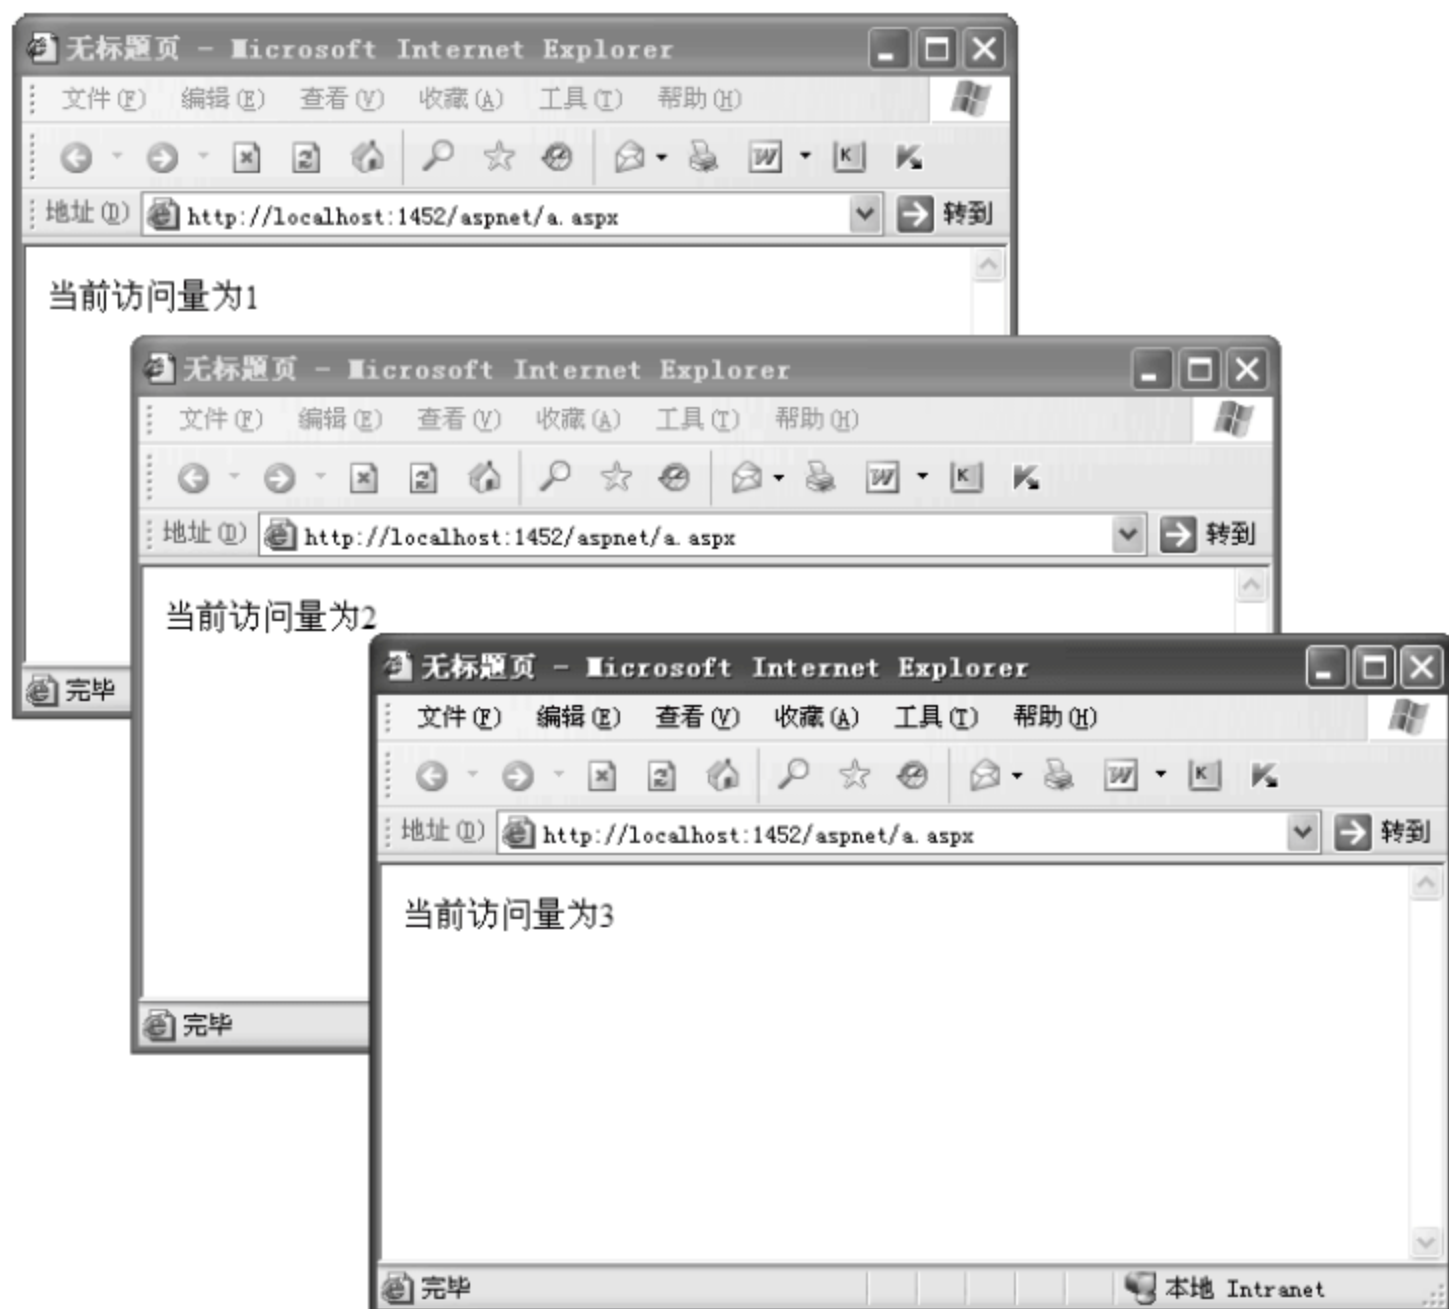 无标题页 - Microsoft Internet Explorer
文件(F) 编辑(E) 查看(V) 收藏(A) 工具(T) 帮助(H)
地址(D) http://localhost:1452/aspnet/a.aspx 转到
当前访问量为1
完毕
无标题页 - Microsoft Internet Explorer
文件(F) 编辑(E) 查看(V) 收藏(A) 工具(T) 帮助(H)
地址(D) http://localhost:1452/aspnet/a.aspx 转到
当前访问量为2
完毕
无标题页 - Microsoft Internet Explorer
文件(F) 编辑(E) 查看(V) 收藏(A) 工具(T) 帮助(H)
地址(D) http://localhost:1452/aspnet/a.aspx 转到
当前访问量为3
完毕 本地 Intranet